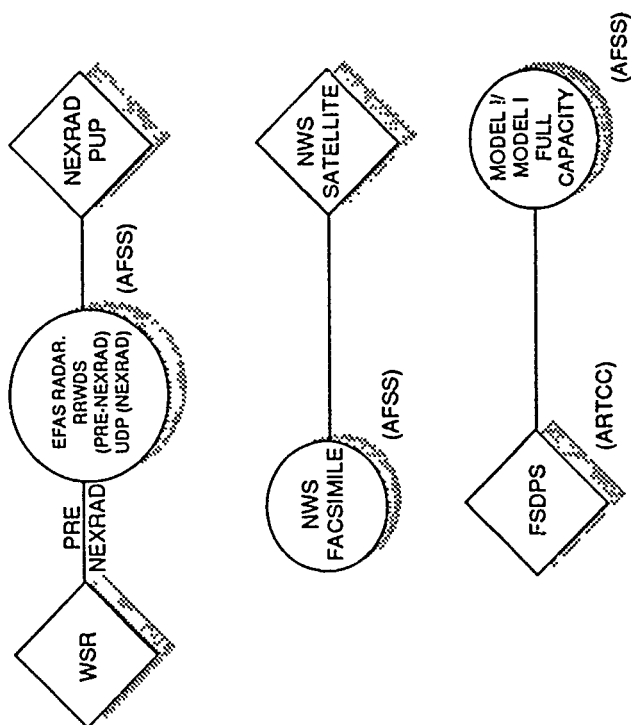 WSR
PRE
NEXRAD
EFAS RADAR.
RRWDS
(PRE-NEXRAD)
UDP (NEXRAD)
(AFSS)
NEXRAD
PUP
NWS
FACSIMILE
(AFSS)
NWS
SATELLITE
FSDPS
(ARTCC)
MODEL I/
MODEL I
FULL
CAPACITY
(AFSS)